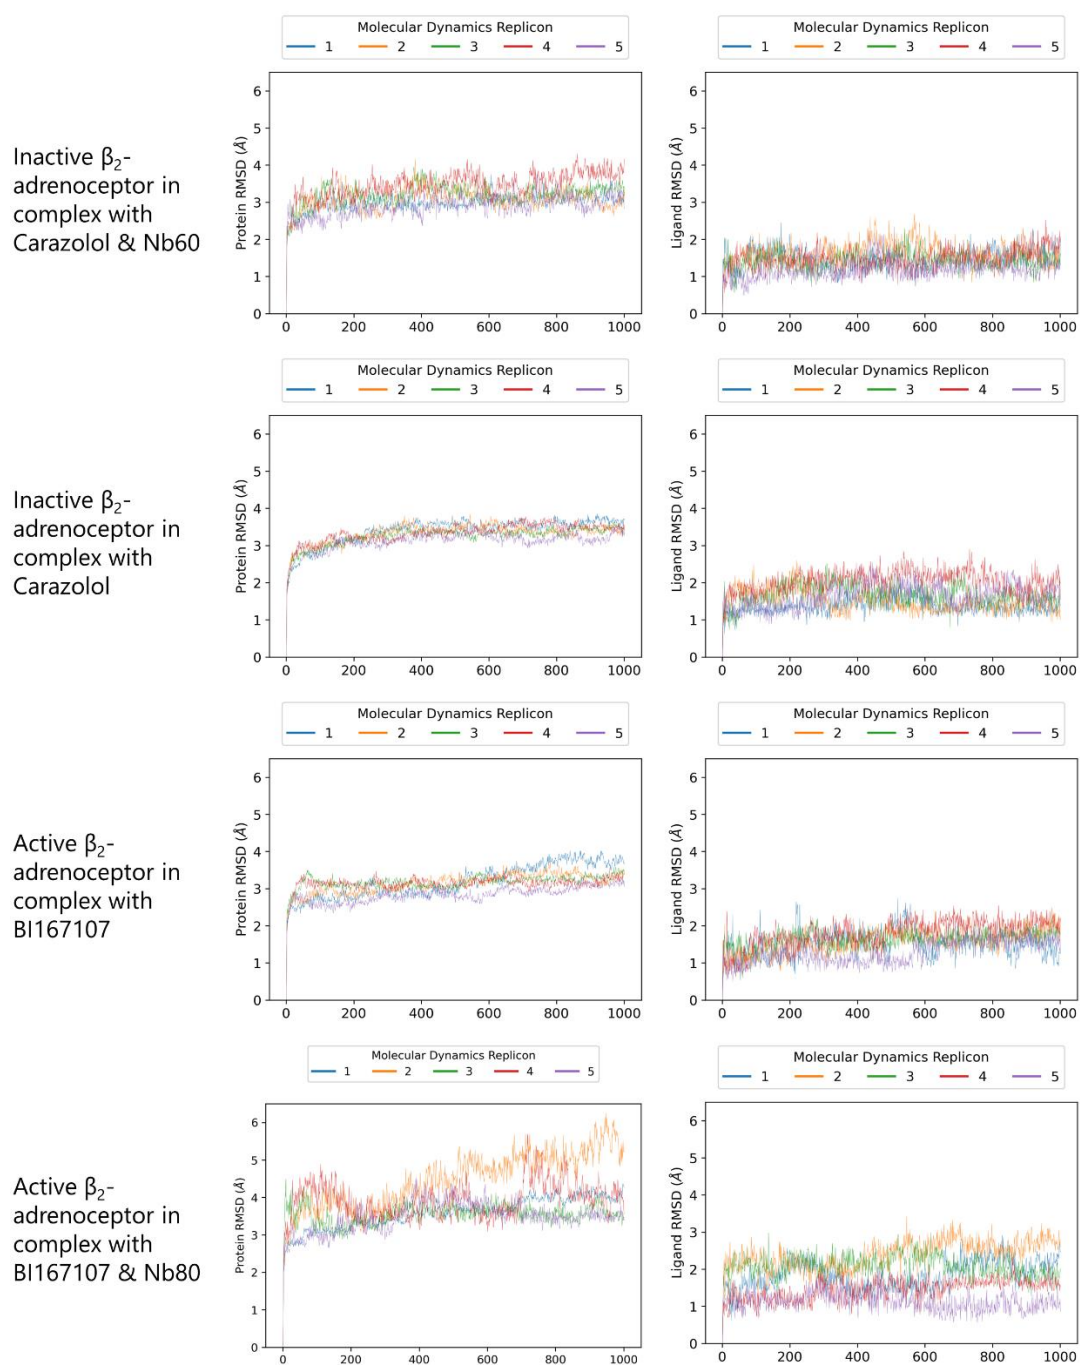 Molecular Dynamics Replicon
1 2 3 4 5
Molecular Dynamics Replicon
1 2 3 4 5
Inactive β₂-
adrenoceptor in
complex with
Carazolol & Nb60
Protein RMSD (Å)
6
5
4
3
2
1
0
0 200 400 600 800 1000
Ligand RMSD (Å)
6
5
4
3
2
1
0
0 200 400 600 800 1000
Molecular Dynamics Replicon
1 2 3 4 5
Molecular Dynamics Replicon
1 2 3 4 5
Inactive β₂-
adrenoceptor in
complex with
Carazolol
Protein RMSD (Å)
6
5
4
3
2
1
0
0 200 400 600 800 1000
Ligand RMSD (Å)
6
5
4
3
2
1
0
0 200 400 600 800 1000
Molecular Dynamics Replicon
1 2 3 4 5
Molecular Dynamics Replicon
1 2 3 4 5
Active β₂-
adrenoceptor in
complex with
BI167107
Protein RMSD (Å)
6
5
4
3
2
1
0
0 200 400 600 800 1000
Ligand RMSD (Å)
6
5
4
3
2
1
0
0 200 400 600 800 1000
Molecular Dynamics Replicon
1 2 3 4 5
Molecular Dynamics Replicon
1 2 3 4 5
Active β₂-
adrenoceptor in
complex with
BI167107 & Nb80
Protein RMSD (Å)
6
5
4
3
2
1
0
0 200 400 600 800 1000
Ligand RMSD (Å)
6
5
4
3
2
1
0
0 200 400 600 800 1000